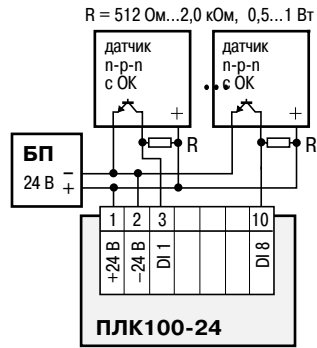 R = 512 Ом...2,0 кОм, 0,5...1 Вт
датчик
n-p-n
с ОК
+
датчик
n-p-n
с ОК
+
R
R
БП
24 В
–
+
1
2
3
10
+24 В
–24 В
DI 1
DI 8
ПЛК100-24